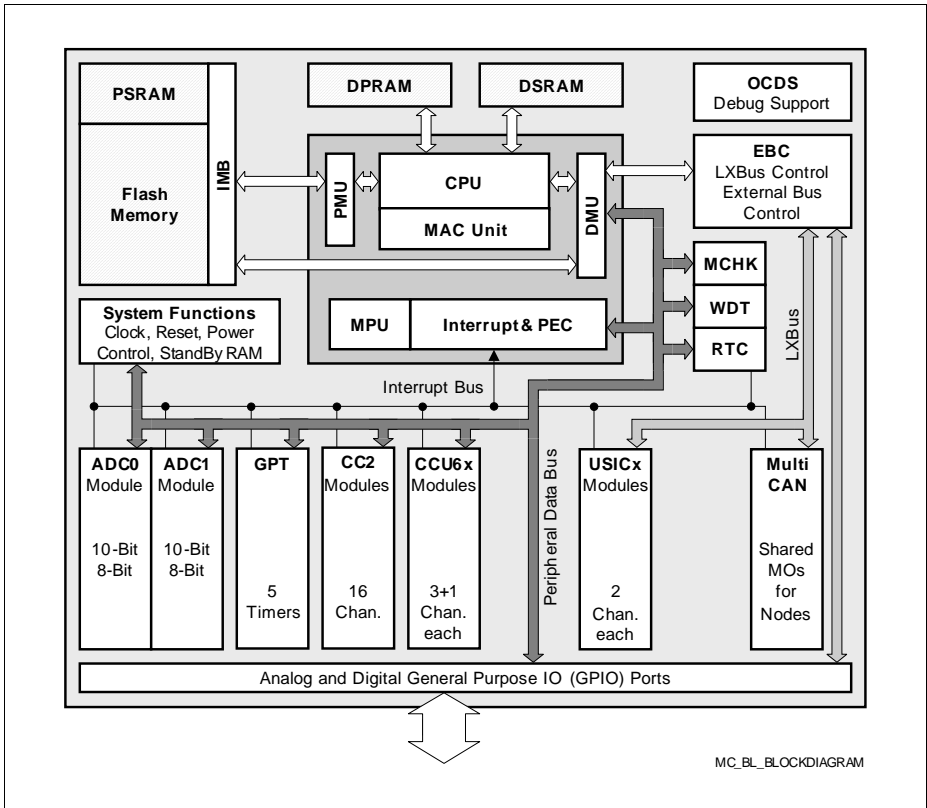 PSRAM
Flash
Memory
IMB
DPRAM
DSRAM
OCDS
Debug Support
PMU
CPU
MAC Unit
DMU
EBC
LXBus Control
External Bus
Control
MCHK
WDT
RTC
LXBus
System Functions
Clock, Reset, Power
Control, StandBy RAM
MPU
Interrupt & PEC
Interrupt Bus
ADC0
Module
10-Bit
8-Bit
ADC1
Module
10-Bit
8-Bit
GPT
5
Timers
CC2
Modules
16
Chan.
CCU6x
Modules
3+1
Chan.
each
Peripheral Data Bus
USICx
Modules
2
Chan.
each
Multi
CAN
Shared
MOs
for
Nodes
Analog and Digital General Purpose IO (GPIO) Ports
MC_BL_BLOCKDIAGRAM